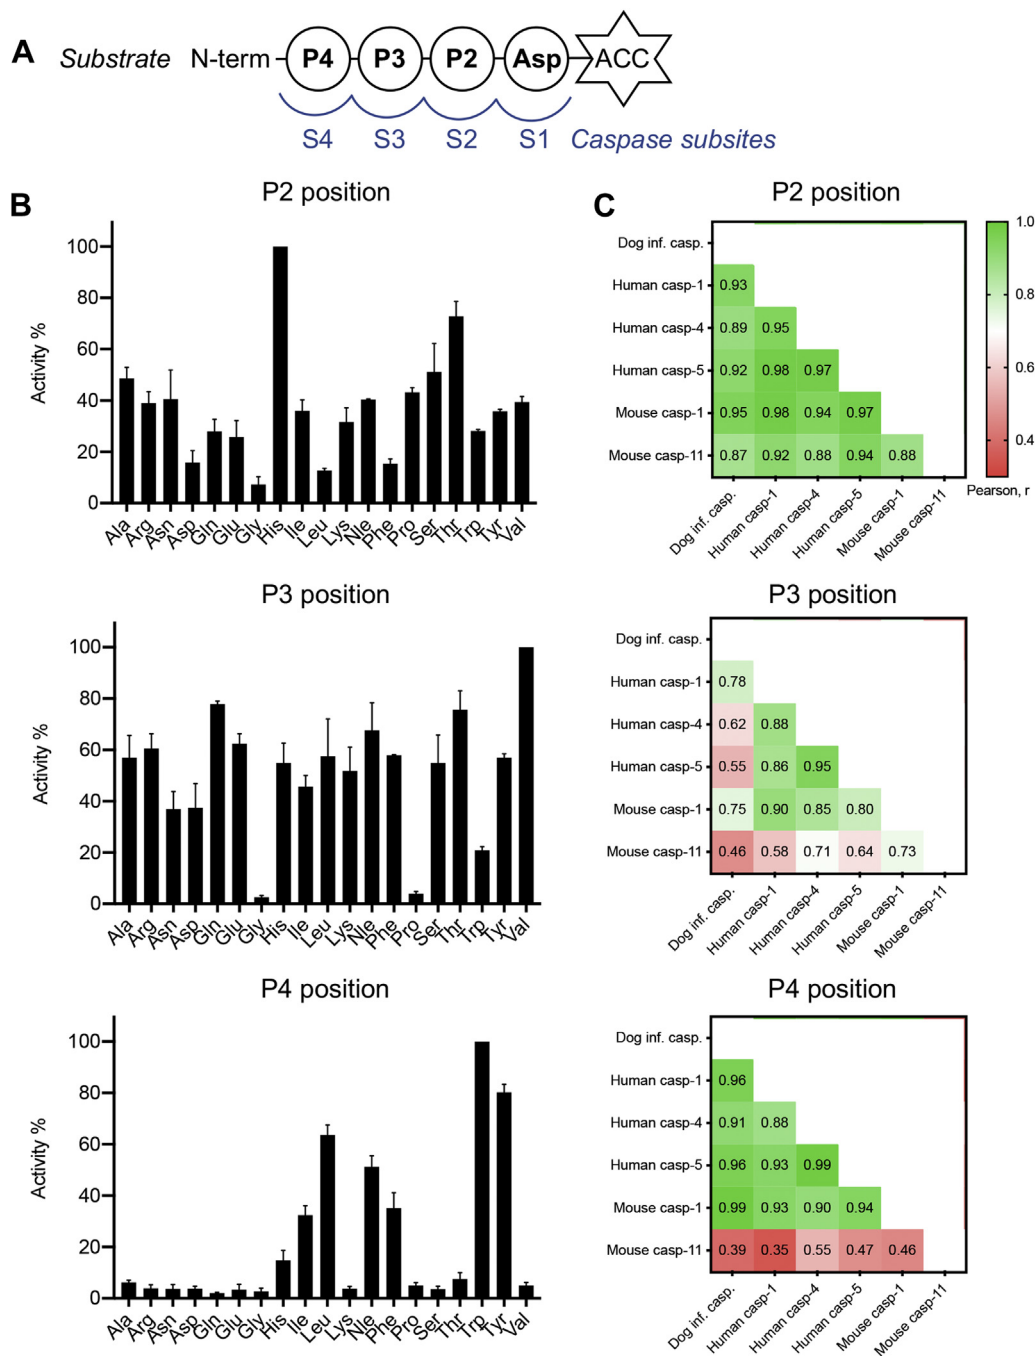 A
Substrate N-term P4 P3 P2 Asp ACC
S4 S3 S2 S1 Caspase subsites
B
P2 position
Activity %
100
80
60
40
20
0
Ala Arg Asn Asp Gln Glu Gly His Ile Leu Lys Nle Phe Pro Ser Thr Trp Tyr Val
P3 position
Activity %
100
80
60
40
20
0
Ala Arg Asn Asp Gln Glu Gly His Ile Leu Lys Nle Phe Pro Ser Thr Trp Tyr Val
P4 position
Activity %
100
80
60
40
20
0
Ala Arg Asn Asp Gln Glu Gly His Ile Leu Lys Nle Phe Pro Ser Thr Trp Tyr Val
C
P2 position
Dog inf. casp.
Human casp-1 0.93
Human casp-4 0.89 0.95
Human casp-5 0.92 0.98 0.97
Mouse casp-1 0.95 0.98 0.94 0.97
Mouse casp-11 0.87 0.92 0.88 0.94 0.88
Dog inf. casp. Human casp-1 Human casp-4 Human casp-5 Mouse casp-1 Mouse casp-11
1.0
0.8
0.6
0.4
Pearson, r
P3 position
Dog inf. casp.
Human casp-1 0.78
Human casp-4 0.62 0.88
Human casp-5 0.55 0.86 0.95
Mouse casp-1 0.75 0.90 0.85 0.80
Mouse casp-11 0.46 0.58 0.71 0.64 0.73
Dog inf. casp. Human casp-1 Human casp-4 Human casp-5 Mouse casp-1 Mouse casp-11
P4 position
Dog inf. casp.
Human casp-1 0.96
Human casp-4 0.91 0.88
Human casp-5 0.96 0.93 0.99
Mouse casp-1 0.99 0.93 0.90 0.94
Mouse casp-11 0.39 0.35 0.55 0.47 0.46
Dog inf. casp. Human casp-1 Human casp-4 Human casp-5 Mouse casp-1 Mouse casp-11